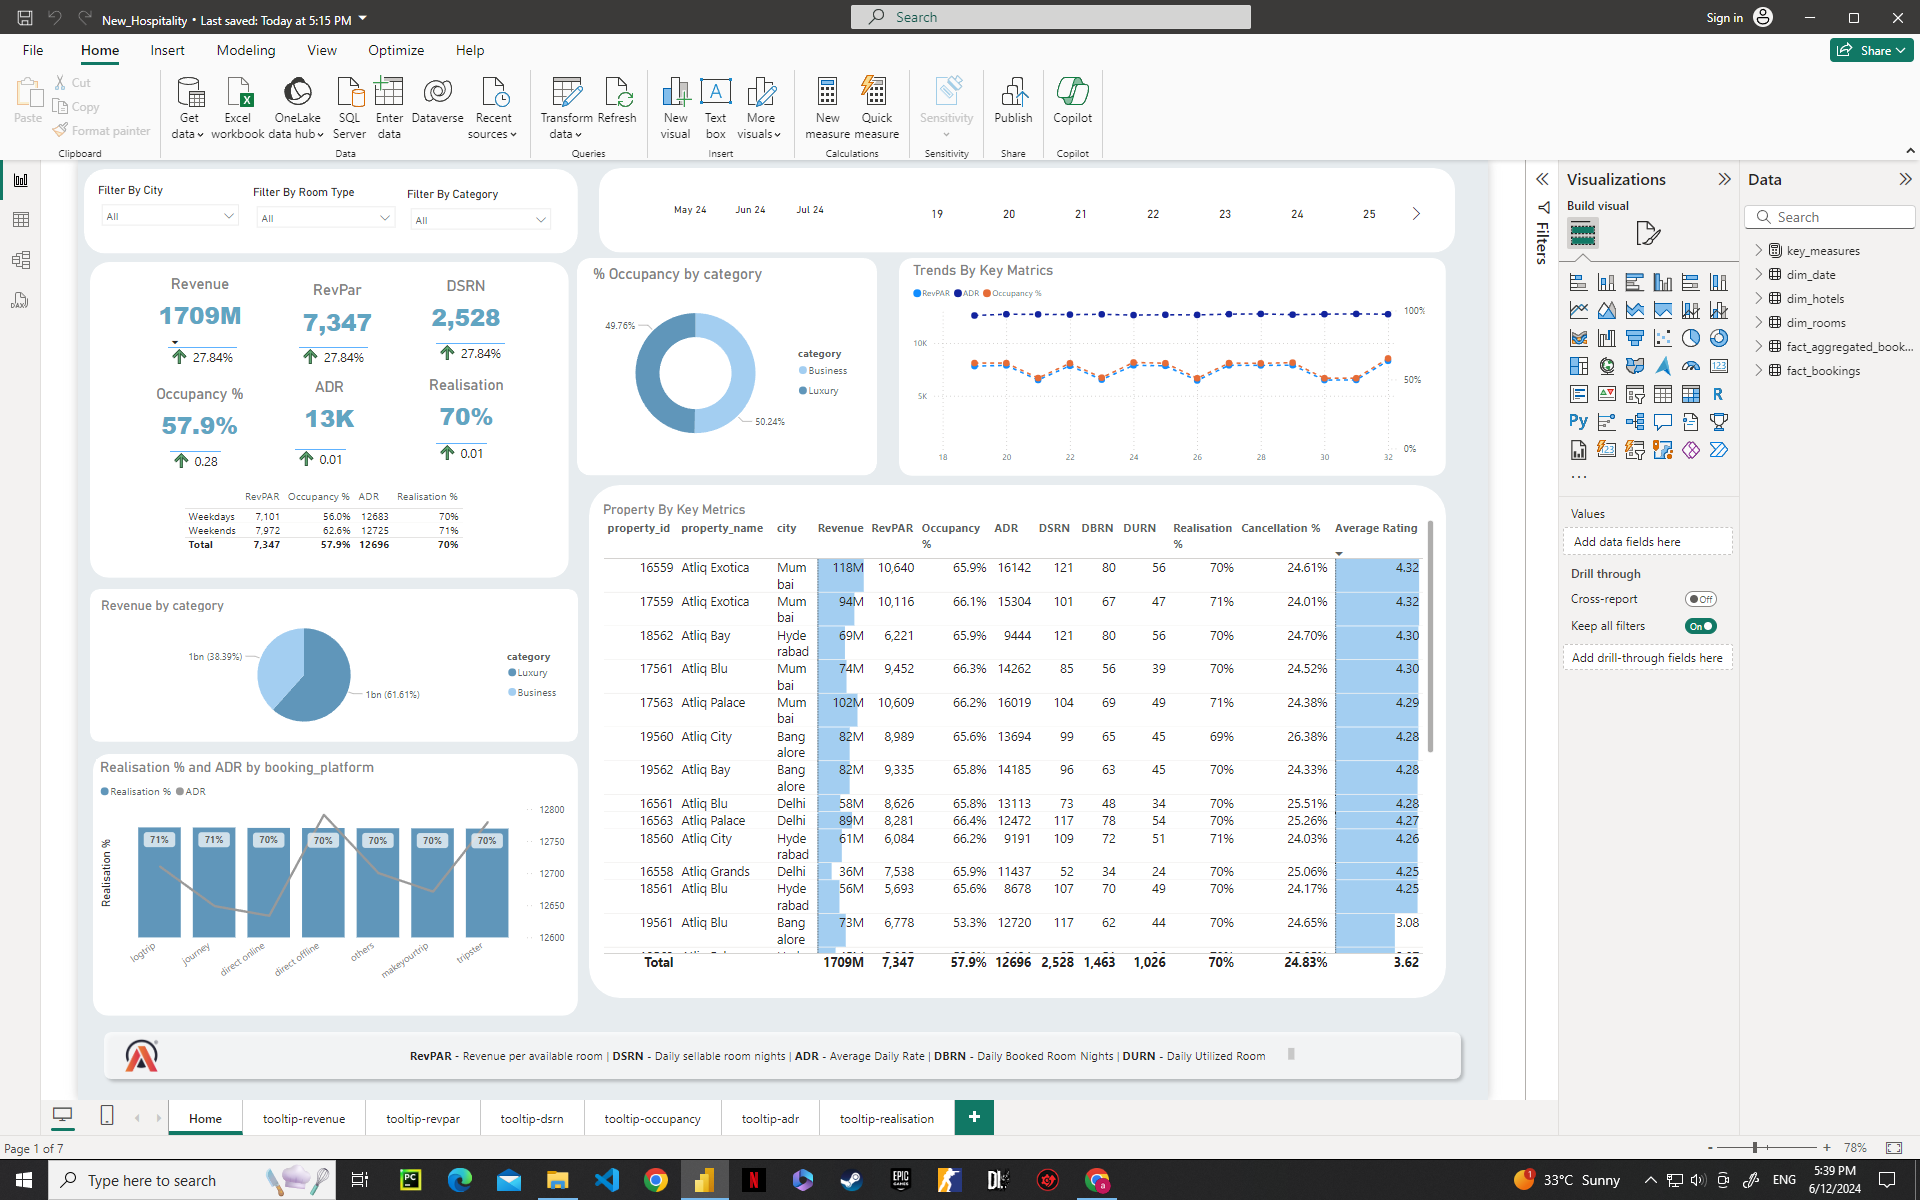 New_Hospitality • Last saved: Today at 5:15 PM
Search
Sign in
File Home Insert Modeling View Optimize Help
Share
Paste
Cut
Copy
Format painter
Clipboard
Get data
Excel workbook
OneLake data hub
SQL Server
Enter data
Dataverse
Recent sources
Data
Transform data
Refresh
Queries
New visual
Text box
More visuals
Insert
New measure
Quick measure
Calculations
Sensitivity
Sensitivity
Publish
Share
Copilot
Copilot
Filter By City
All
Filter By Room Type
All
Filter By Category
All
May 24 Jun 24 Jul 24
19 20 21 22 23 24 25
Revenue
1709M
27.84%
RevPar
7,347
27.84%
DSRN
2,528
27.84%
Occupancy %
57.9%
0.28
ADR
13K
0.01
Realisation
70%
0.01
RevPAR Occupancy % ADR Realisation %
Weekdays 7,101 56.0% 12683 70%
Weekends 7,972 62.6% 12725 71%
Total 7,347 57.9% 12696 70%
% Occupancy by category
49.76%
50.24%
category
Business
Luxury
Trends By Key Matrics
RevPAR ADR Occupancy %
10K
5K
100%
50%
0%
18 20 22 24 26 28 30 32
Revenue by category
1bn (38.39%)
1bn (61.61%)
category
Luxury
Business
Realisation % and ADR by booking_platform
Realisation % ADR
Realisation %
71% 71% 70% 70% 70% 70% 70%
12800
12750
12700
12650
12600
logtrip journey direct online direct offline others makeyourtrip tripster
Property By Key Metrics
property_id property_name city Revenue RevPAR Occupancy % ADR DSRN DBRN DURN Realisation % Cancellation % Average Rating
16559 Atliq Exotica Mumbai 118M 10,640 65.9% 16142 121 80 56 70% 24.61% 4.32
17559 Atliq Exotica Mumbai 94M 10,116 66.1% 15304 101 67 47 71% 24.01% 4.32
18562 Atliq Bay Hyderabad 69M 6,221 65.9% 9444 121 80 56 70% 24.70% 4.30
17561 Atliq Blu Mumbai 74M 9,452 66.3% 14262 85 56 39 70% 24.52% 4.30
17563 Atliq Palace Mumbai 102M 10,609 66.2% 16019 104 69 49 71% 24.38% 4.29
19560 Atliq City Bangalore 82M 8,989 65.6% 13694 99 65 45 69% 26.38% 4.28
19562 Atliq Bay Bangalore 82M 9,335 65.8% 14185 96 63 45 70% 24.33% 4.28
16561 Atliq Blu Delhi 58M 8,626 65.8% 13113 73 48 34 70% 25.51% 4.28
16563 Atliq Palace Delhi 89M 8,281 66.4% 12472 117 78 54 70% 25.26% 4.27
18560 Atliq City Hyderabad 61M 6,084 66.2% 9191 109 72 51 71% 24.03% 4.26
16558 Atliq Grands Delhi 36M 7,538 65.9% 11437 52 34 24 70% 25.06% 4.25
18561 Atliq Blu Hyderabad 56M 5,693 65.6% 8678 107 70 49 70% 24.17% 4.25
19561 Atliq Blu Bangalore 73M 6,778 53.3% 12720 117 62 44 70% 24.65% 3.08
Total 1709M 7,347 57.9% 12696 2,528 1,463 1,026 70% 24.83% 3.62
RevPAR - Revenue per available room | DSRN - Daily sellable room nights | ADR - Average Daily Rate | DBRN - Daily Booked Room Nights | DURN - Daily Utilized Room
Filters
Visualizations
Build visual
Values
Add data fields here
Drill through
Cross-report
Off
Keep all filters
On
Add drill-through fields here
Data
Search
key_measures
dim_date
dim_hotels
dim_rooms
fact_aggregated_book...
fact_bookings
Home tooltip-revenue tooltip-revpar tooltip-dsrn tooltip-occupancy tooltip-adr tooltip-realisation
Page 1 of 7
78%
Type here to search
33°C Sunny
ENG
5:39 PM
6/12/2024